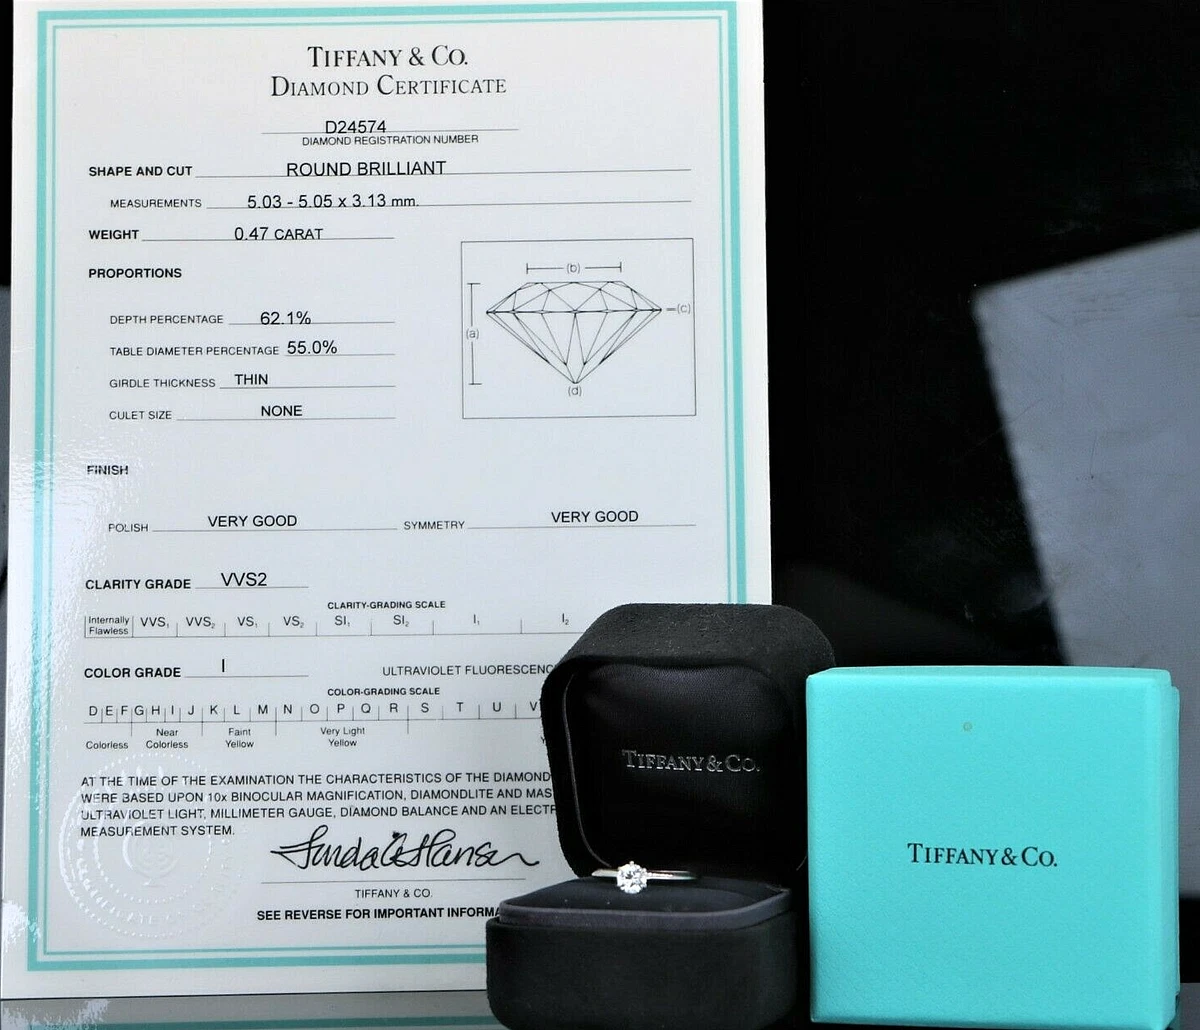 TIFFANY & CO.
DIAMOND CERTIFICATE
D24574
DIAMOND REGISTRATION NUMBER
SHAPE AND CUT ROUND BRILLIANT
MEASUREMENTS 5.03 - 5.05 x 3.13 mm.
WEIGHT 0.47 CARAT
PROPORTIONS
DEPTH PERCENTAGE 62.1%
TABLE DIAMETER PERCENTAGE 55.0%
GIRDLE THICKNESS THIN
CULET SIZE NONE
(b)
(a)
(c)
(d)
FINISH
POLISH VERY GOOD SYMMETRY VERY GOOD
CLARITY GRADE VVS2
CLARITY-GRADING SCALE
Internally Flawless VVS1 VVS2 VS1 VS2 SI1 SI2 I1 I2
COLOR GRADE I ULTRAVIOLET FLUORESCENC
COLOR-GRADING SCALE
D E F G H I J K L M N O P Q R S T U V
Colorless Near Colorless Faint Yellow Very Light Yellow
AT THE TIME OF THE EXAMINATION THE CHARACTERISTICS OF THE DIAMOND
WERE BASED UPON 10x BINOCULAR MAGNIFICATION, DIAMONDLITE AND MAS
ULTRAVIOLET LIGHT, MILLIMETER GAUGE, DIAMOND BALANCE AND AN ELECTR
MEASUREMENT SYSTEM.
TIFFANY & CO.
SEE REVERSE FOR IMPORTANT INFORMA
TIFFANY & CO.
TIFFANY & CO.